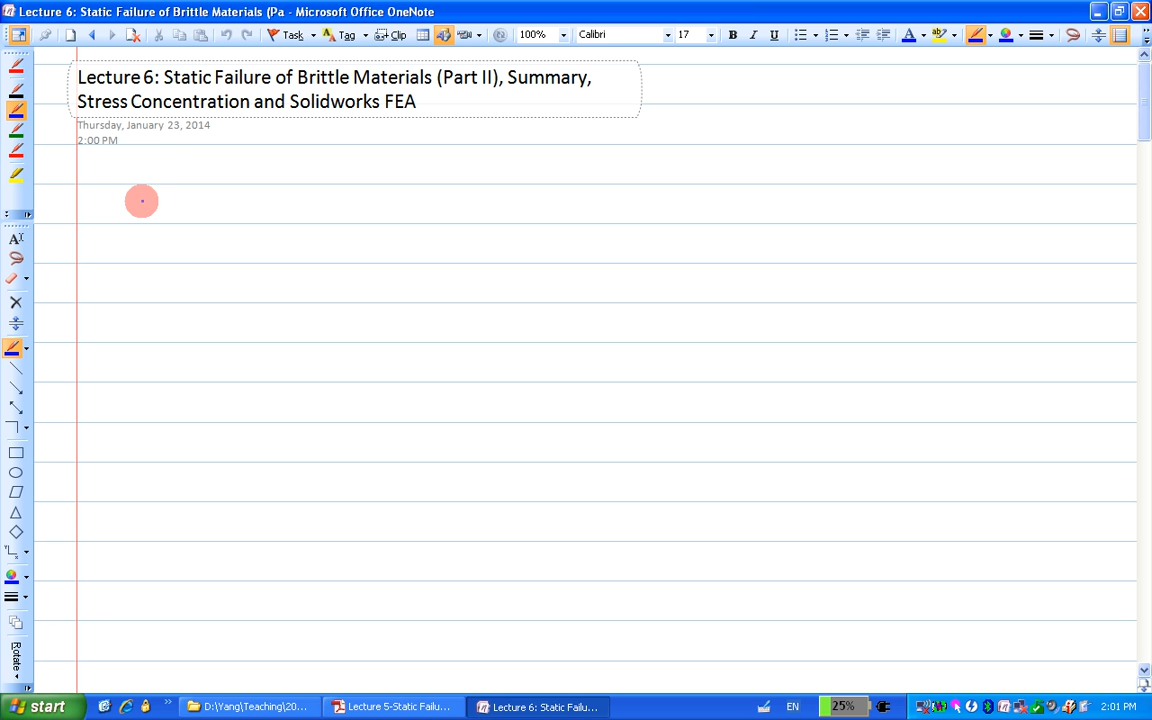 Lecture 6: Static Failure of Brittle Materials (Pa - Microsoft Office OneNote
Task Tag Clip 100% Calibri 17 B I U A
Lecture 6: Static Failure of Brittle Materials (Part II), Summary,
Stress Concentration and Solidworks FEA
Thursday, January 23, 2014
2:00 PM
A
Rotate
start D:\Yang\Teaching\20... Lecture 5-Static Failu... Lecture 6: Static Failu... EN 25% 2:01 PM